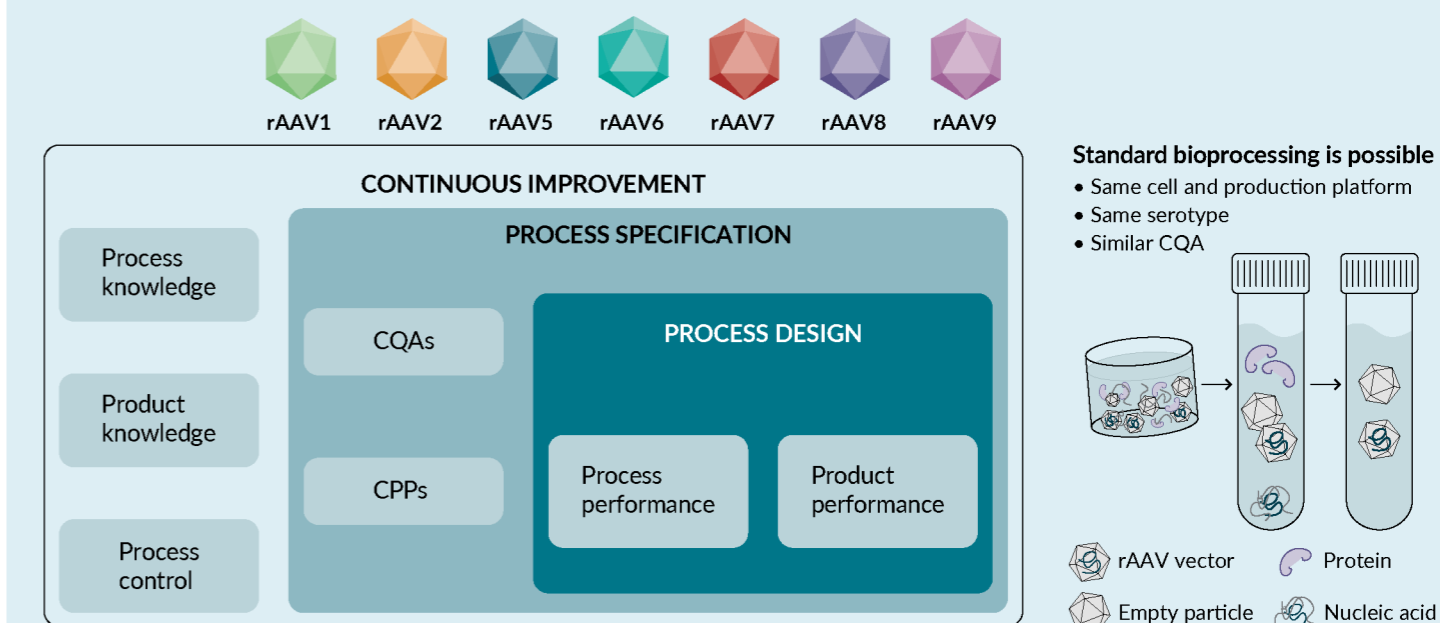 rAAV1 rAAV2 rAAV5 rAAV6 rAAV7 rAAV8 rAAV9
CONTINUOUS IMPROVEMENT
Process
knowledge
Product
knowledge
Process
control
PROCESS SPECIFICATION
CQAs
CPPs
PROCESS DESIGN
Process
performance
Product
performance
Standard bioprocessing is possible
• Same cell and production platform
• Same serotype
• Similar CQA
rAAV vector
Protein
Empty particle
Nucleic acid